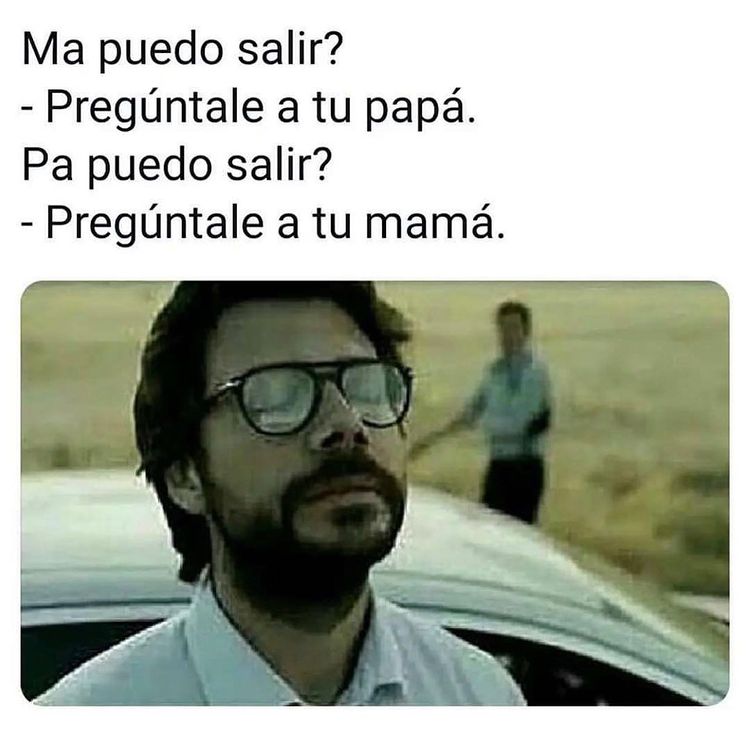 Ma puedo salir?
- Pregúntale a tu papá.
Pa puedo salir?
- Pregúntale a tu mamá.